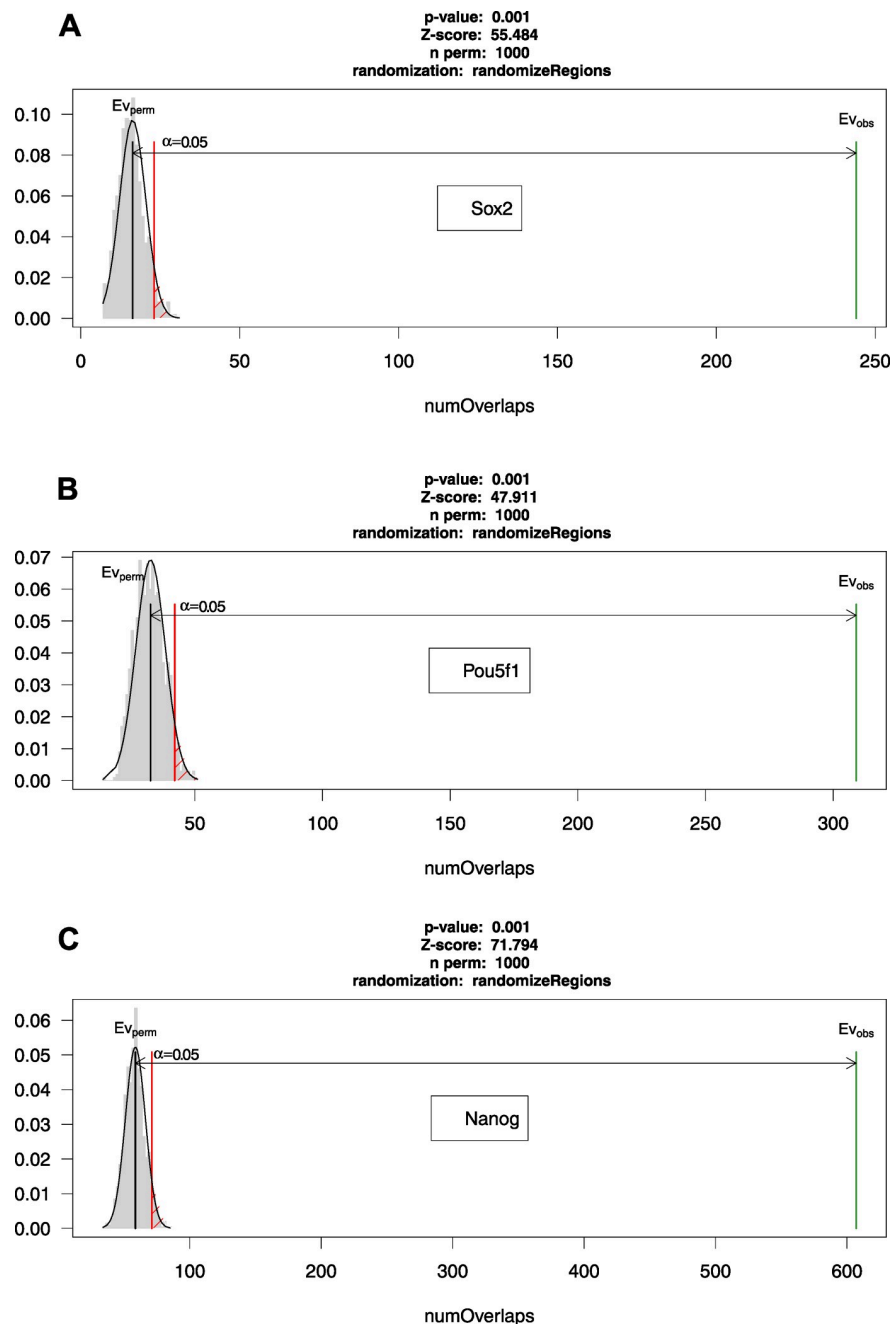 A
p-value: 0.001
Z-score: 55.484
n perm: 1000
randomization: randomizeRegions
Evperm
Evobs
α=0.05
Sox2
0.10
0.08
0.06
0.04
0.02
0.00
0 50 100 150 200 250
numOverlaps
B
p-value: 0.001
Z-score: 47.911
n perm: 1000
randomization: randomizeRegions
Evperm
Evobs
α=0.05
Pou5f1
0.07
0.06
0.05
0.04
0.03
0.02
0.01
0.00
50 100 150 200 250 300
numOverlaps
C
p-value: 0.001
Z-score: 71.794
n perm: 1000
randomization: randomizeRegions
Evperm
Evobs
α=0.05
Nanog
0.06
0.05
0.04
0.03
0.02
0.01
0.00
100 200 300 400 500 600
numOverlaps